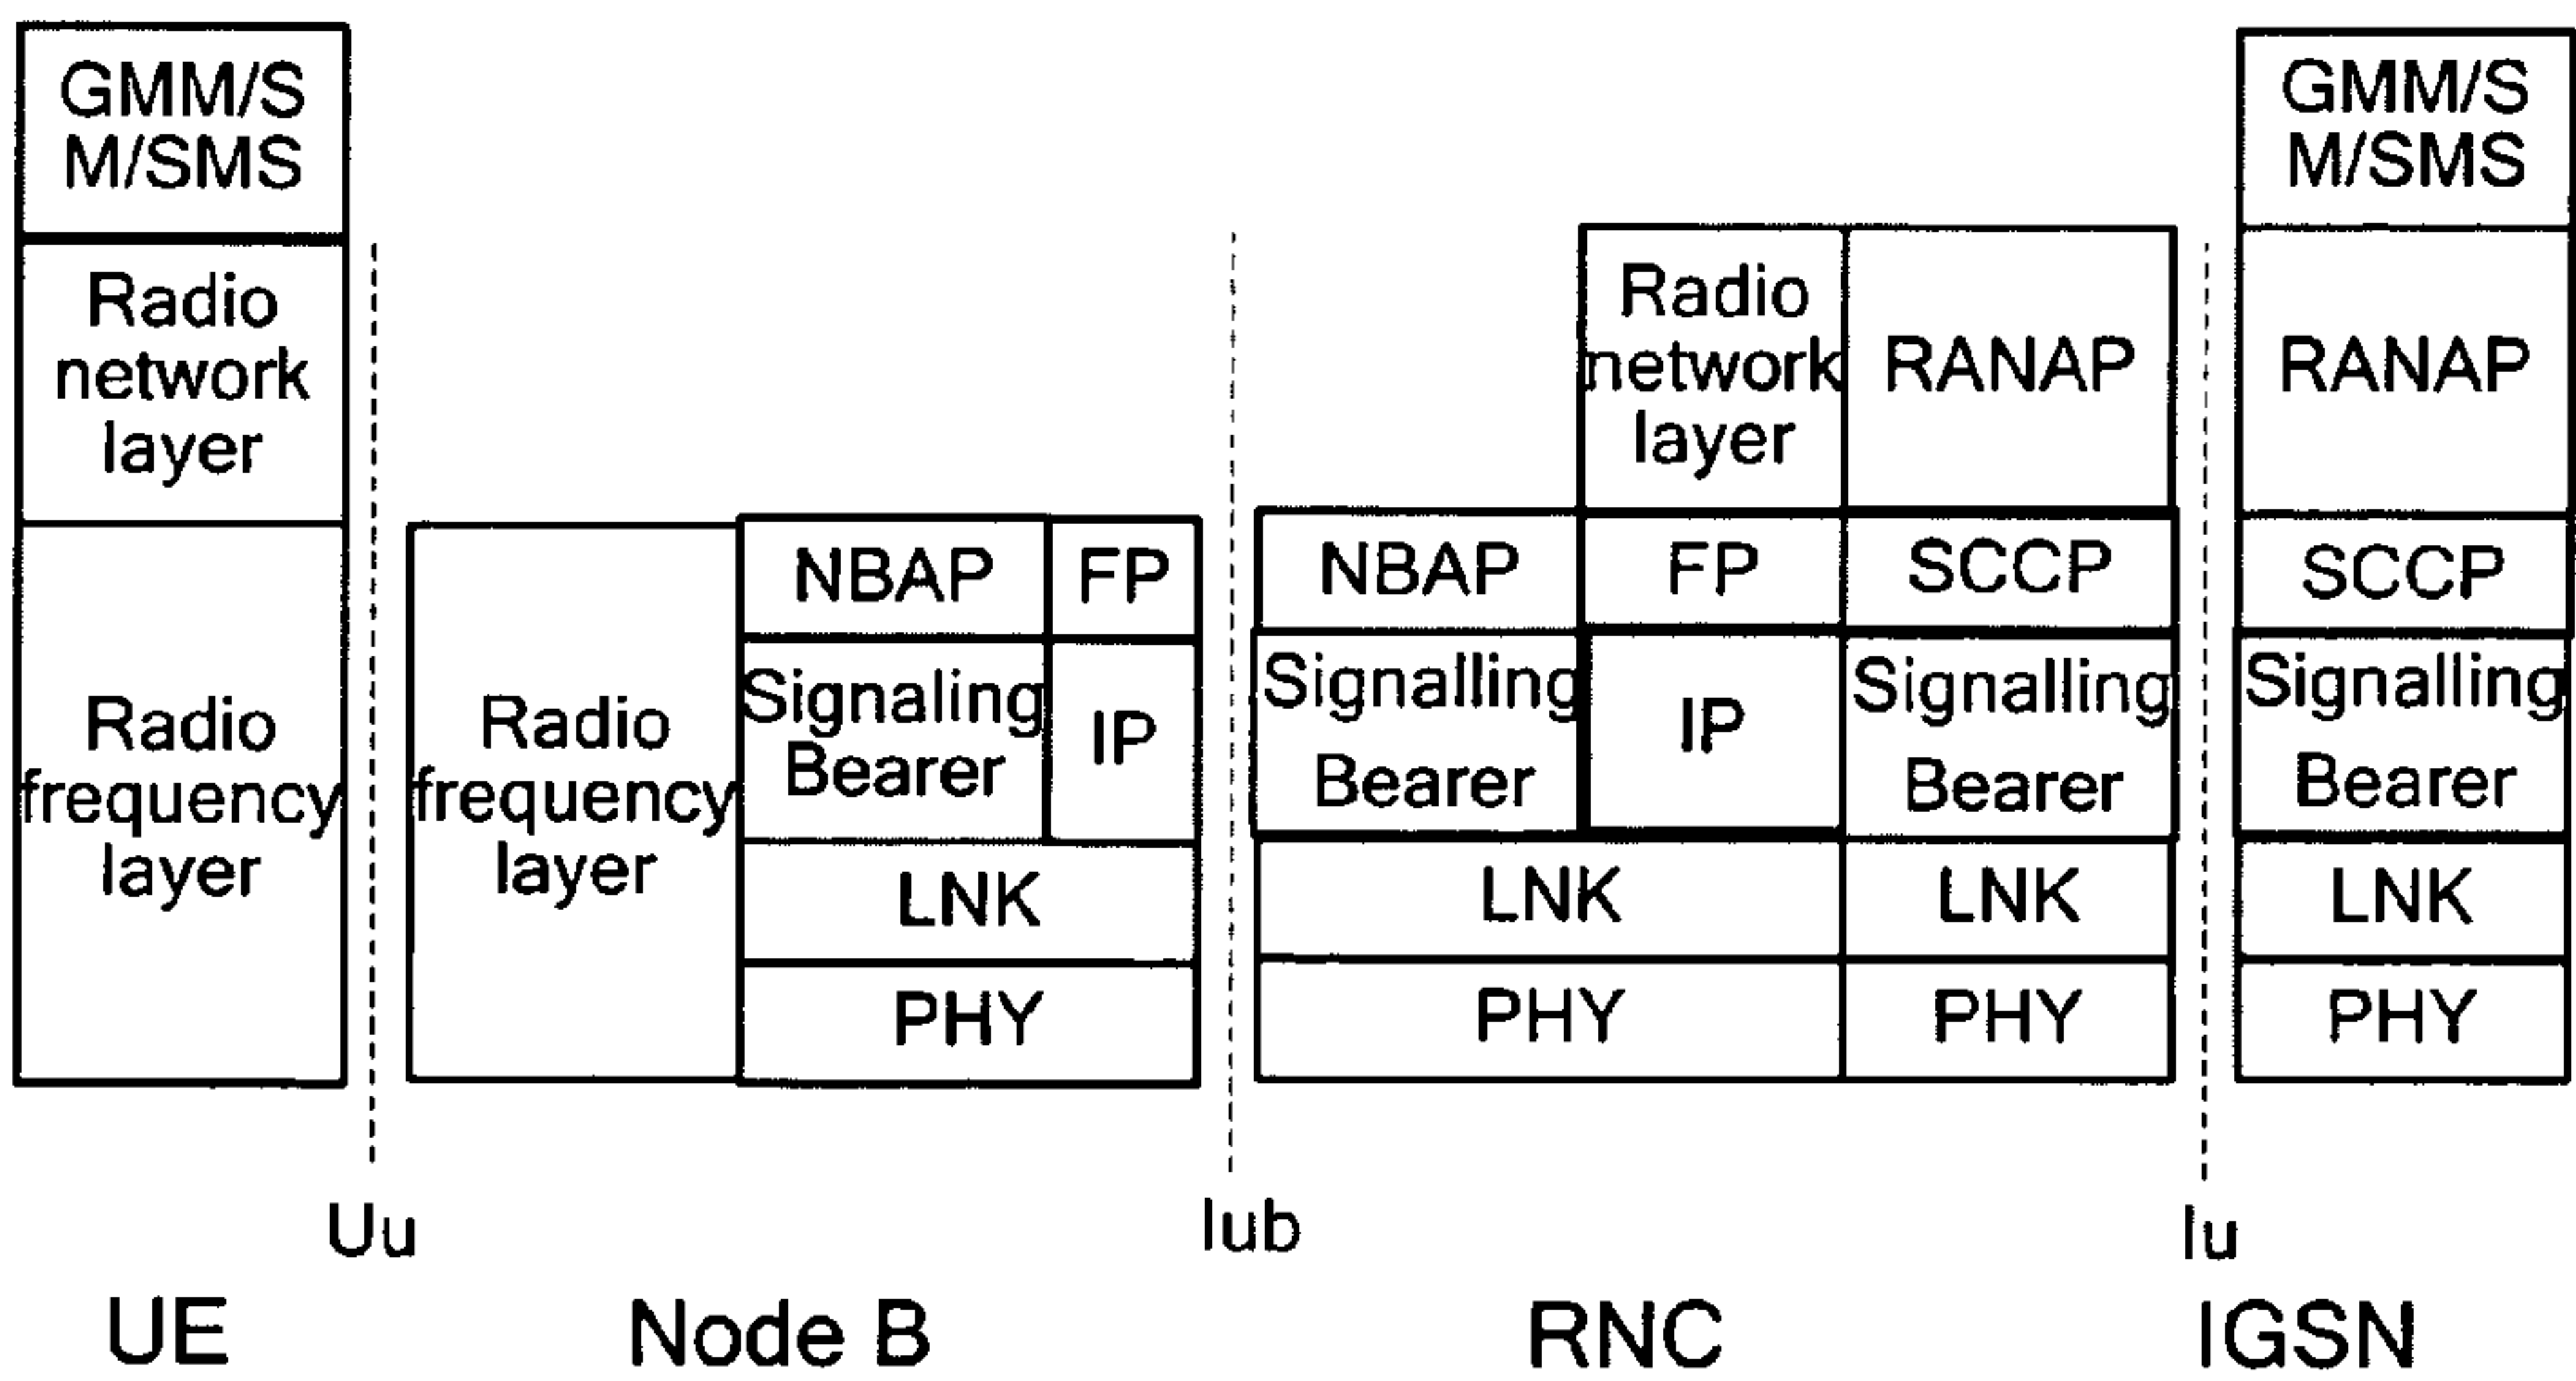 GMM/S
M/SMS
Radio
network
layer
Radio
frequency
layer
Radio
frequency
layer
NBAP
FP
Signaling
Bearer
IP
LNK
PHY
Radio
network
layer
RANAP
NBAP
FP
SCCP
Signalling
Bearer
IP
Signalling
Bearer
LNK
LNK
PHY
PHY
GMM/S
M/SMS
RANAP
SCCP
Signalling
Bearer
LNK
PHY
Uu
Iub
Iu
UE
Node B
RNC
IGSN